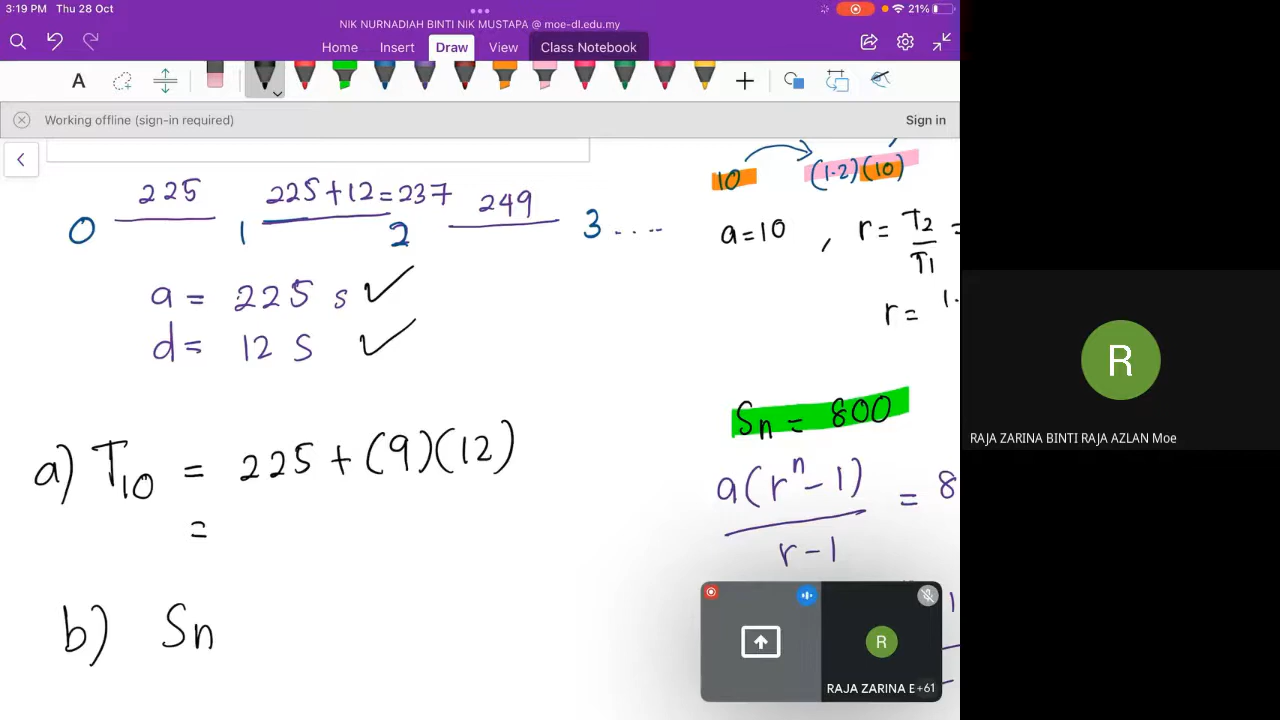 3:19 PM Thu 28 Oct
21%
NIK NURNADIAH BINTI NIK MUSTAPA @ moe-dl.edu.my
Home Insert Draw View Class Notebook
A
Working offline (sign-in required)
Sign in
225 225+12=237 249
0 1 2 3 ....
a = 225 s ✓
d = 12 s ✓
a) T10 = 225 + (9)(12)
=
b) Sn
10 (1.2)(10)
a=10 , r = T2/T1 =
r = 1.
Sn = 800
a(r^n - 1)/(r - 1) = 8
1
R
RAJA ZARINA E +61
R
RAJA ZARINA BINTI RAJA AZLAN Moe